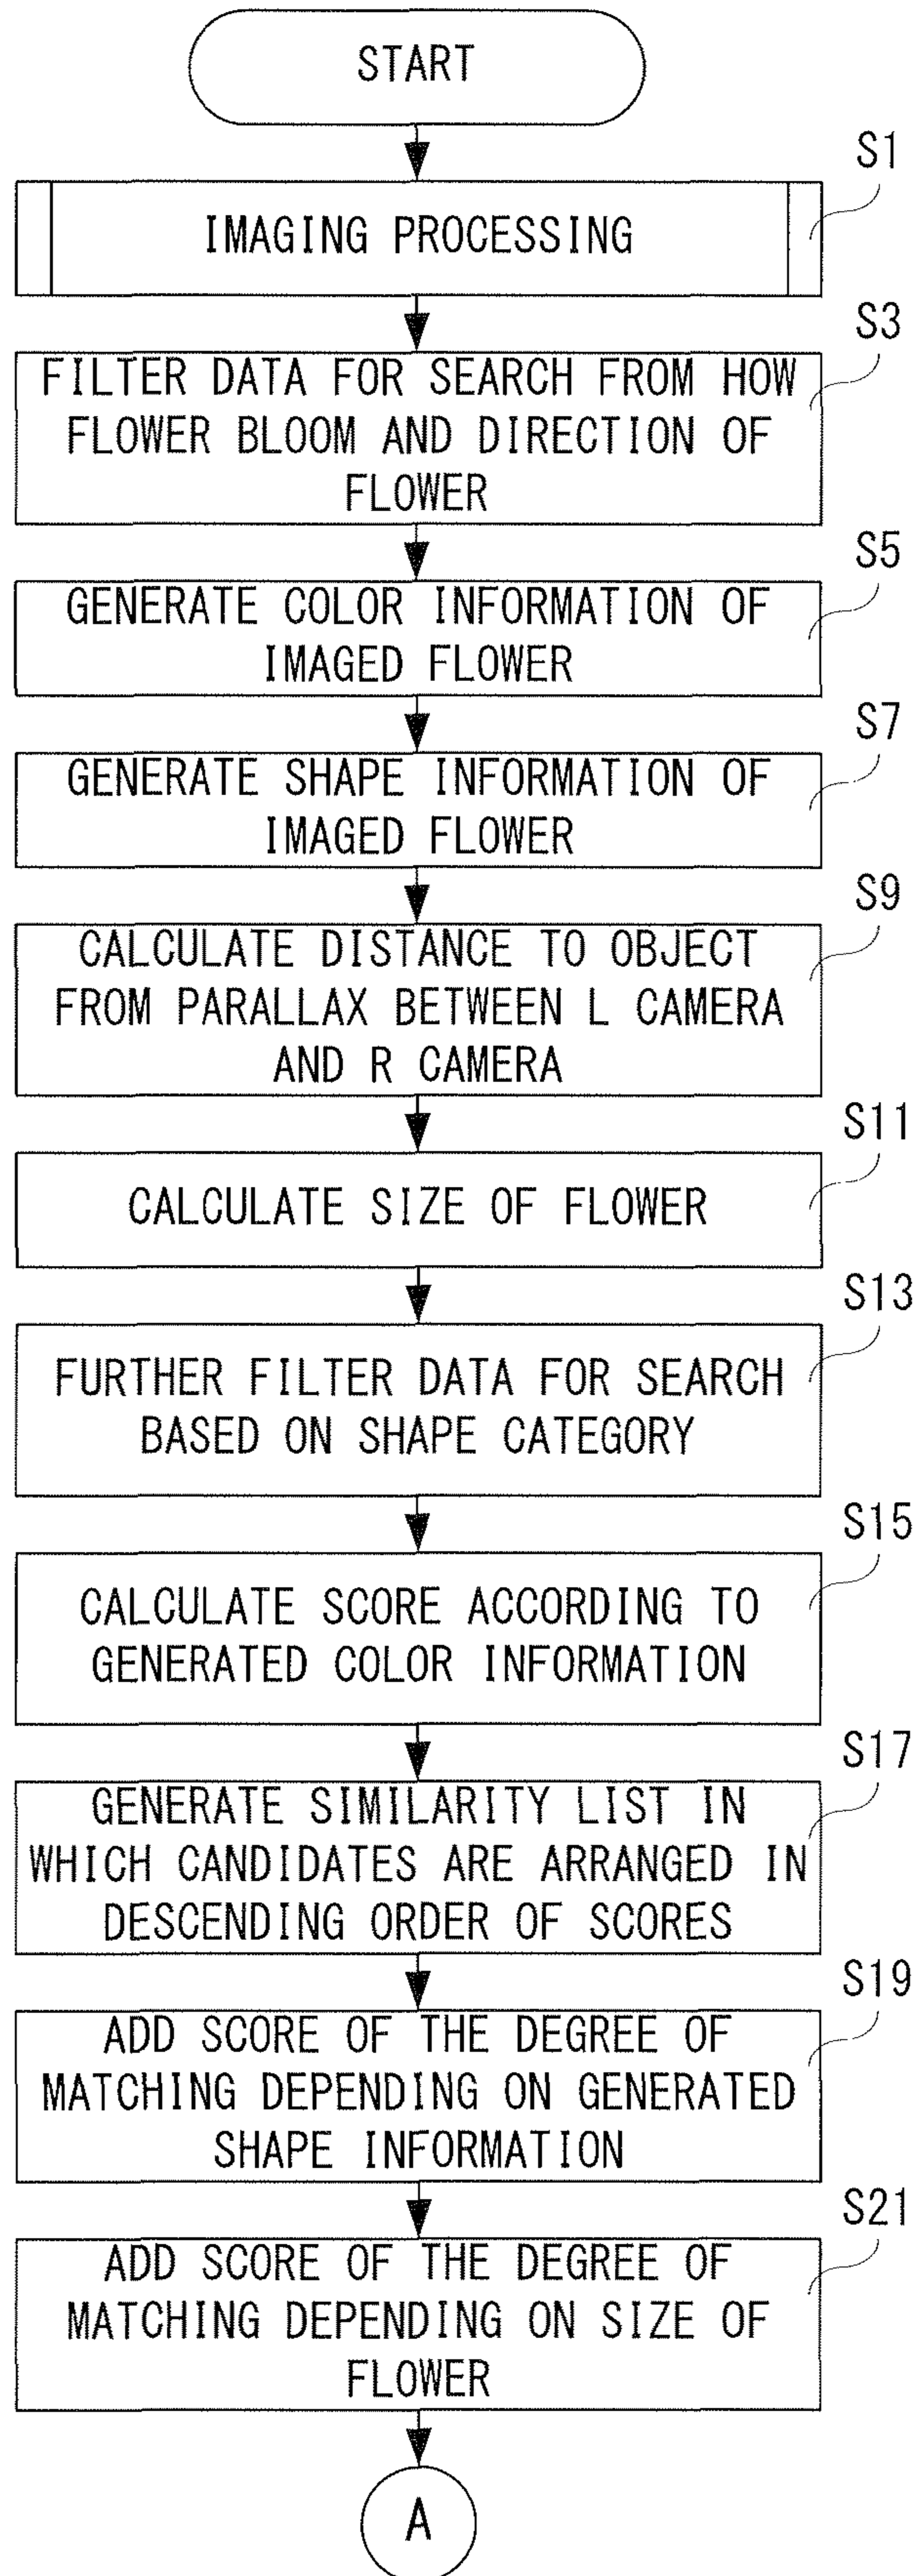 START
S1
IMAGING PROCESSING
S3
FILTER DATA FOR SEARCH FROM HOW
FLOWER BLOOM AND DIRECTION OF
FLOWER
S5
GENERATE COLOR INFORMATION OF
IMAGED FLOWER
S7
GENERATE SHAPE INFORMATION OF
IMAGED FLOWER
S9
CALCULATE DISTANCE TO OBJECT
FROM PARALLAX BETWEEN L CAMERA
AND R CAMERA
S11
CALCULATE SIZE OF FLOWER
S13
FURTHER FILTER DATA FOR SEARCH
BASED ON SHAPE CATEGORY
S15
CALCULATE SCORE ACCORDING TO
GENERATED COLOR INFORMATION
S17
GENERATE SIMILARITY LIST IN
WHICH CANDIDATES ARE ARRANGED IN
DESCENDING ORDER OF SCORES
S19
ADD SCORE OF THE DEGREE OF
MATCHING DEPENDING ON GENERATED
SHAPE INFORMATION
S21
ADD SCORE OF THE DEGREE OF
MATCHING DEPENDING ON SIZE OF
FLOWER
A